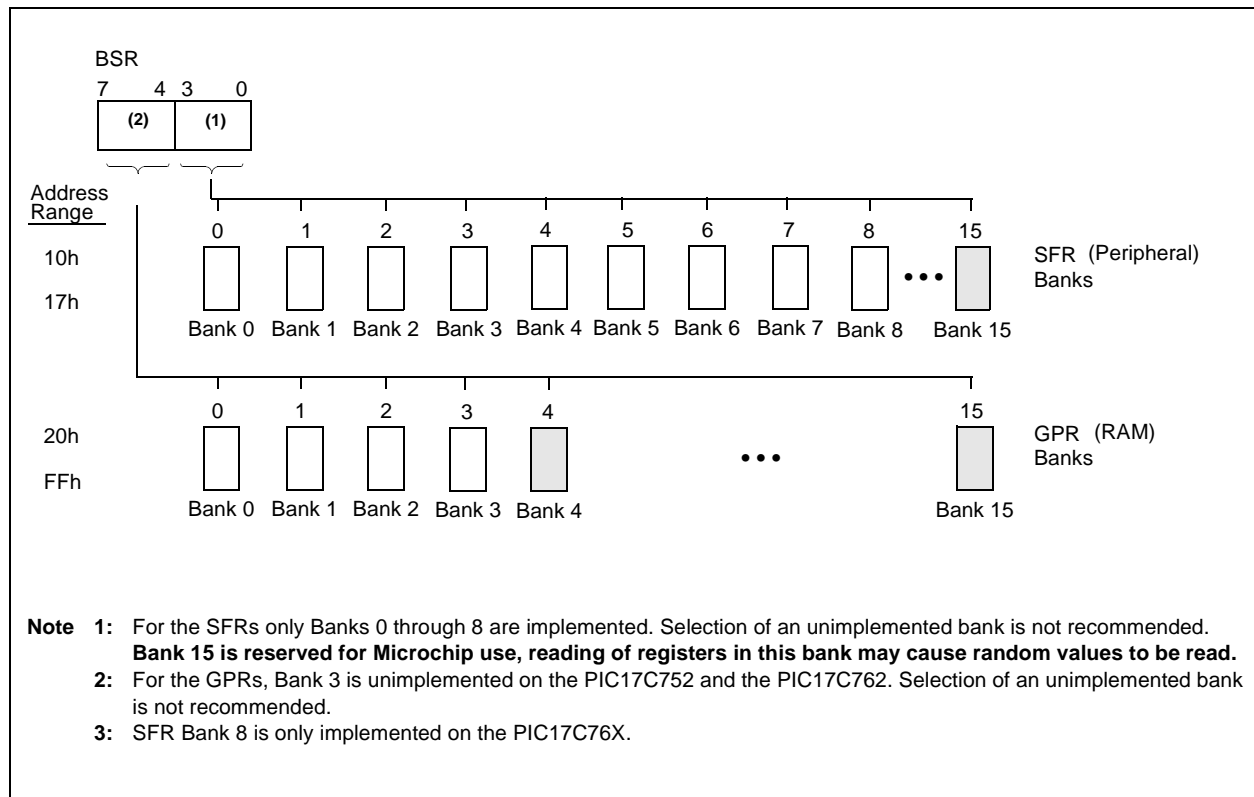 BSR
7 4 3 0
(2) (1)
Address
Range
0 1 2 3 4 5 6 7 8 15
10h
17h
SFR (Peripheral)
Banks
•••
Bank 0 Bank 1 Bank 2 Bank 3 Bank 4 Bank 5 Bank 6 Bank 7 Bank 8 Bank 15
0 1 2 3 4 15
20h
FFh
GPR (RAM)
Banks
•••
Bank 0 Bank 1 Bank 2 Bank 3 Bank 4 Bank 15
Note 1: For the SFRs only Banks 0 through 8 are implemented. Selection of an unimplemented bank is not recommended.
Bank 15 is reserved for Microchip use, reading of registers in this bank may cause random values to be read.
2: For the GPRs, Bank 3 is unimplemented on the PIC17C752 and the PIC17C762. Selection of an unimplemented bank
is not recommended.
3: SFR Bank 8 is only implemented on the PIC17C76X.